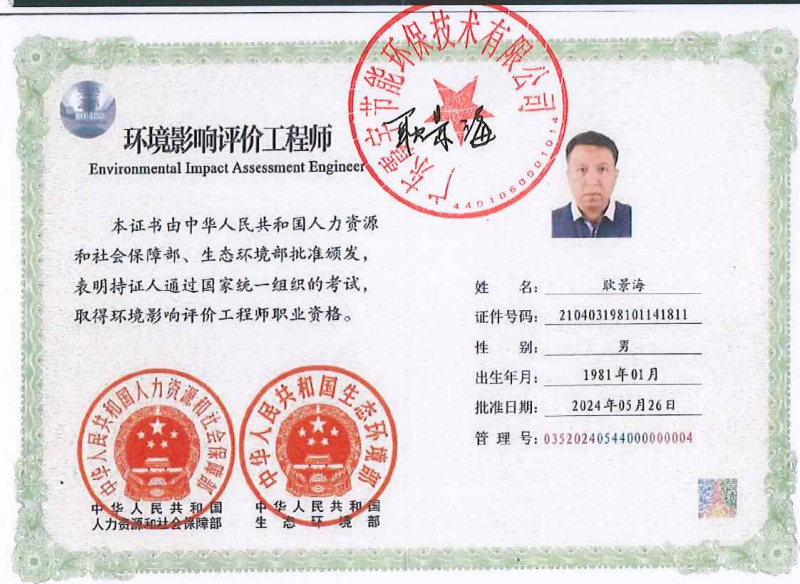 广东震宇节能环保技术有限公司
4401060001014
耿景海
环境影响评价工程师
Environmental Impact Assessment Engineer
本证书由中华人民共和国人力资源
和社会保障部、生态环境部批准颁发，
表明持证人通过国家统一组织的考试，
取得环境影响评价工程师职业资格。
姓 名： 耿景海
证件号码： 210403198101141811
性 别： 男
出生年月： 1981年01月
批准日期： 2024年05月26日
管 理 号： 03520240544000000004
中华人民共和国人力资源和社会保障部
中华人民共和国生态环境部
中华人民共和国
人力资源和社会保障部
中华人民共和国
生态环境部